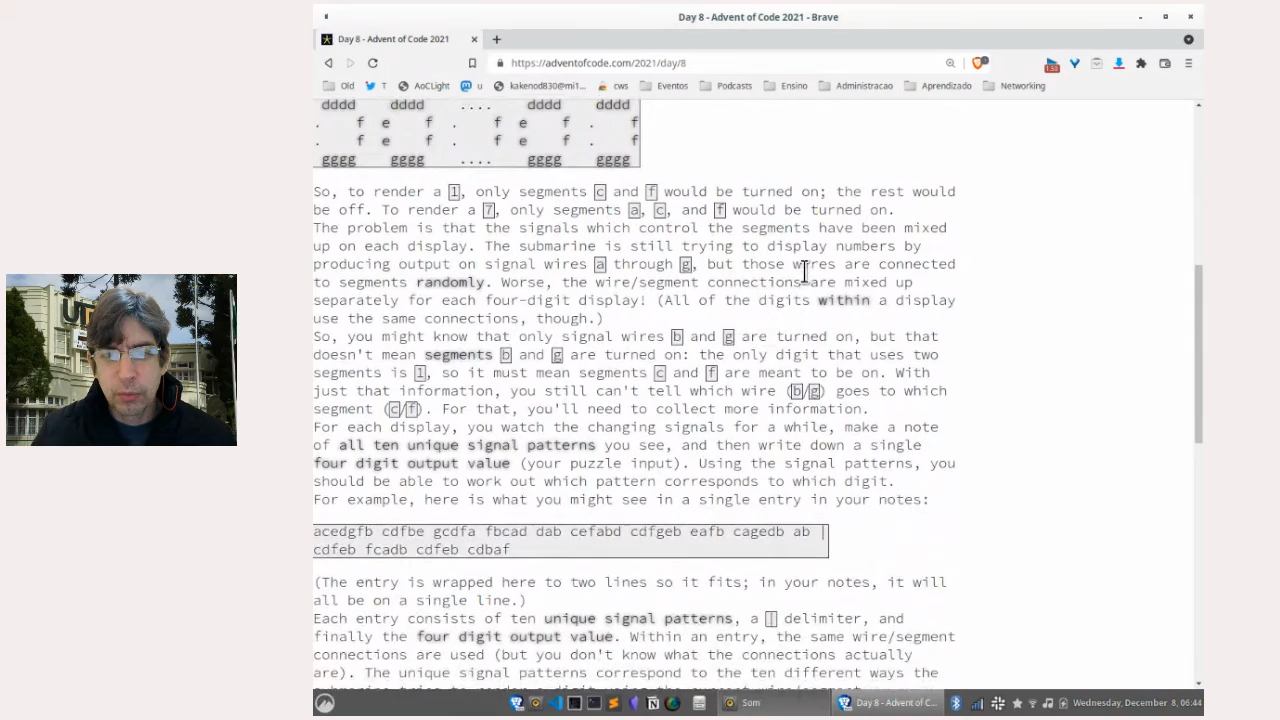 Day 8 - Advent of Code 2021 - Brave
Day 8 - Advent of Code 2021
https://adventofcode.com/2021/day/8
Old T AoCLight u kakenod830@mi1... cws Eventos Podcasts Ensino Administracao Aprendizado Networking
dddd dddd .... dddd dddd
. f e f . f e f . f
. f e f . f e f . f
gggg gggg .... gggg gggg
So, to render a 1, only segments c and f would be turned on; the rest would
be off. To render a 7, only segments a, c, and f would be turned on.
The problem is that the signals which control the segments have been mixed
up on each display. The submarine is still trying to display numbers by
producing output on signal wires a through g, but those wires are connected
to segments randomly. Worse, the wire/segment connections are mixed up
separately for each four-digit display! (All of the digits within a display
use the same connections, though.)
So, you might know that only signal wires b and g are turned on, but that
doesn't mean segments b and g are turned on: the only digit that uses two
segments is 1, so it must mean segments c and f are meant to be on. With
just that information, you still can't tell which wire (b/g) goes to which
segment (c/f). For that, you'll need to collect more information.
For each display, you watch the changing signals for a while, make a note
of all ten unique signal patterns you see, and then write down a single
four digit output value (your puzzle input). Using the signal patterns, you
should be able to work out which pattern corresponds to which digit.
For example, here is what you might see in a single entry in your notes:
acedgfb cdfbe gcdfa fbcad dab cefabd cdfgeb eafb cagedb ab |
cdfeb fcadb cdfeb cdbaf
(The entry is wrapped here to two lines so it fits; in your notes, it will
all be on a single line.)
Each entry consists of ten unique signal patterns, a | delimiter, and
finally the four digit output value. Within an entry, the same wire/segment
connections are used (but you don't know what the connections actually
are). The unique signal patterns correspond to the ten different ways the
Som Day 8 - Advent of C... Wednesday, December 8, 06:44